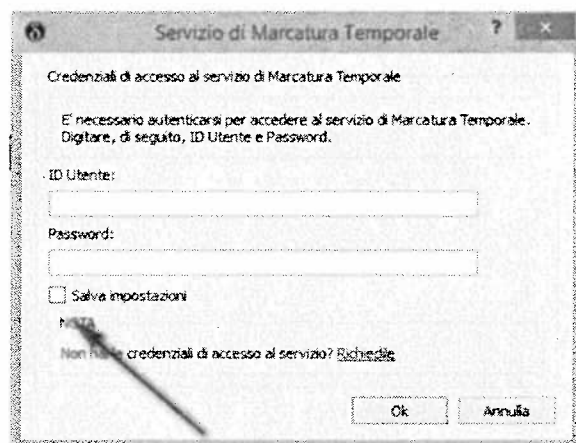 Servizio di Marcatura Temporale ?
Credenziali di accesso al servizio di Marcatura Temporale
E' necessario autenticarsi per accedere al servizio di Marcatura Temporale.
Digitare, di seguito, ID Utente e Password.
ID Utente:
Password:
Salva impostazioni
Non credenziali di accesso al servizio? Richiedile
Ok Annulla